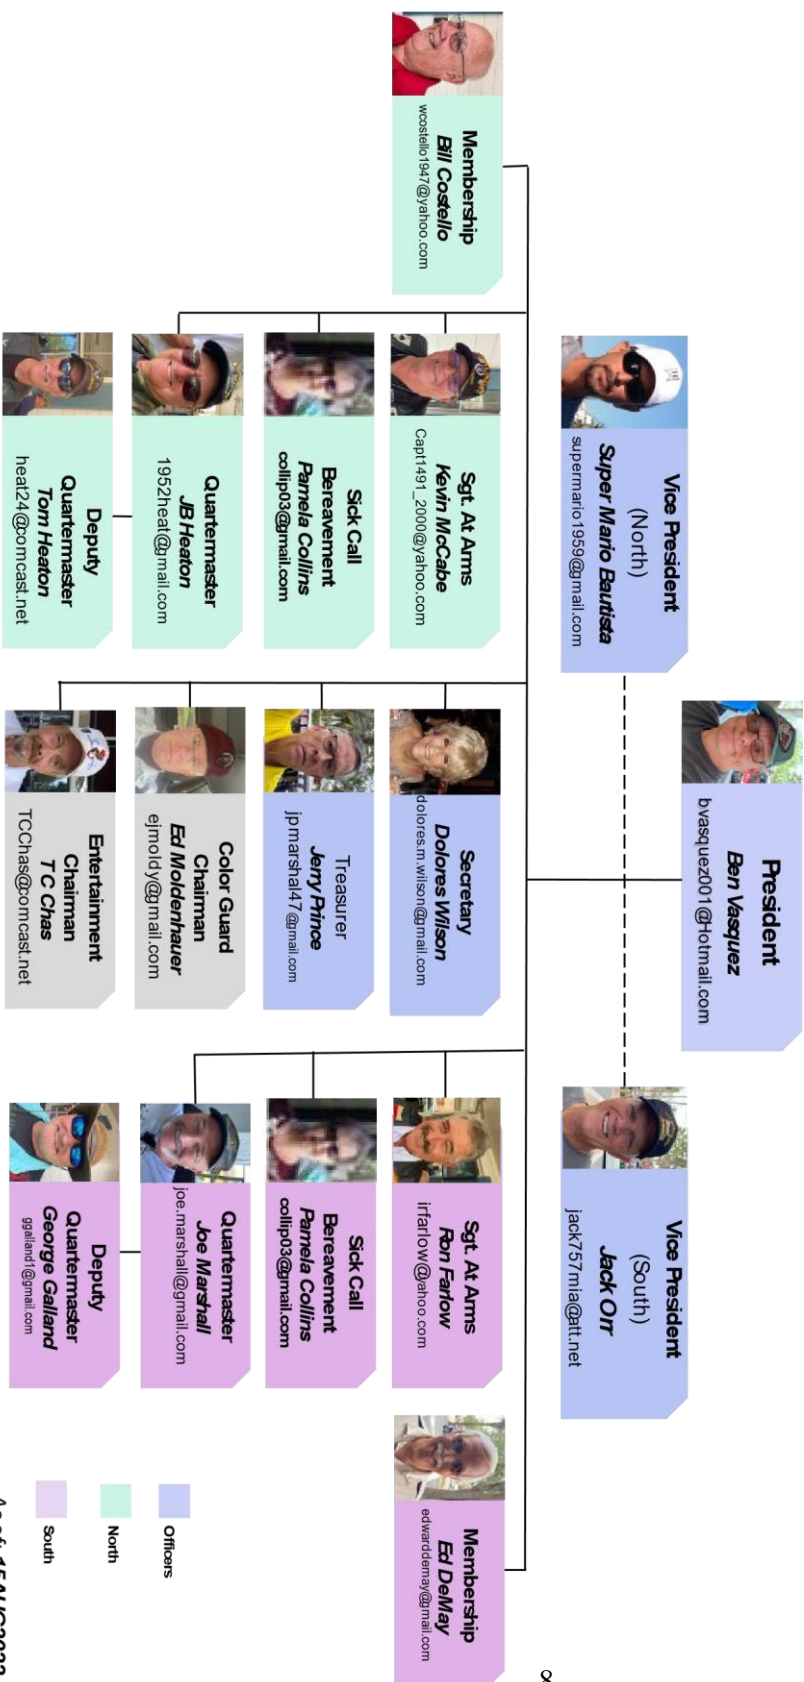 President
Ben Vasquez
bvasquez001@Hotmail.com
Vice President
(North)
Super Mario Bautista
supermario1959@gmail.com
Vice President
(South)
Jack Orr
jack757mia@att.net
Membership
Bill Costello
wcostello1947@yahoo.com
Sgt. At Arms
Kevin McCabe
Capt1491_2000@yahoo.com
Sick Call
Bereavement
Pamela Collins
collip03@gmail.com
Quartermaster
JB Heaton
1952heat@gmail.com
Deputy
Quartermaster
Tom Heaton
heat24@comcast.net
Secretary
Dolores Wilson
dolores.m.wilson@gmail.com
Treasurer
Jerry Prince
jpmarshal47@gmail.com
Color Guard
Chairman
Ed Moldenhauer
ejmoldy@gmail.com
Entertainment
Chairman
TC Chas
TCChas@comcast.net
Sgt. At Arms
Ron Farlow
irfarlow@yahoo.com
Sick Call
Bereavement
Pamela Collins
collip03@gmail.com
Quartermaster
Joe Marshall
joe.marshall@gmail.com
Deputy
Quartermaster
George Galland
ggalland1@gmail.com
Membership
Ed DeMay
edwarddemay@gmail.com
Officers
North
South
8